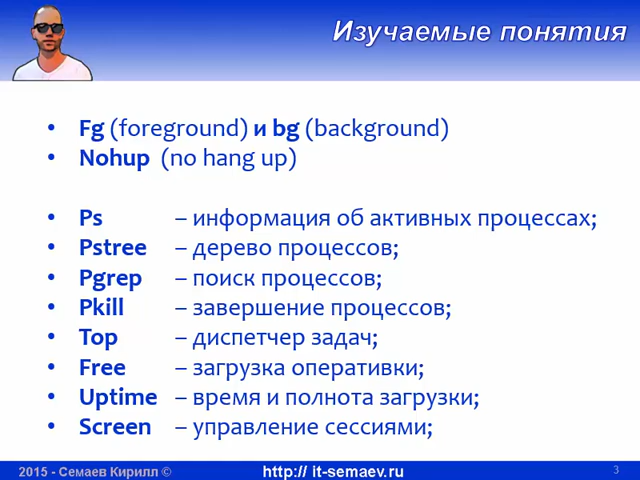 Изучаемые понятия
• Fg (foreground) и bg (background)
• Nohup (no hang up)
• Ps – информация об активных процессах;
• Pstree – дерево процессов;
• Pgrep – поиск процессов;
• Pkill – завершение процессов;
• Top – диспетчер задач;
• Free – загрузка оперативки;
• Uptime – время и полнота загрузки;
• Screen – управление сессиями;
2015 - Семаев Кирилл © http:// it-semaev.ru 3